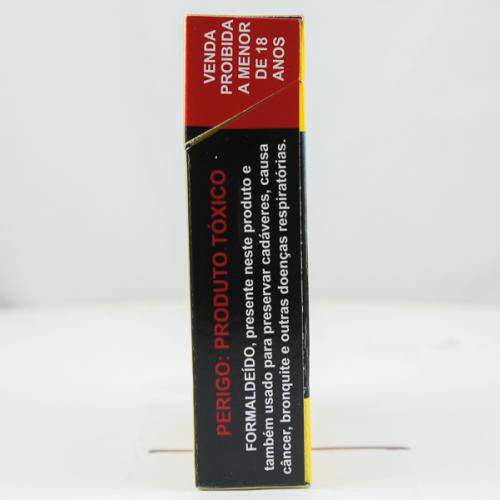 VENDA
PROIBIDA
A MENOR
DE 18
ANOS
PERIGO: PRODUTO TÓXICO
FORMALDEÍDO, presente neste produto e
também usado para preservar cadáveres, causa
câncer, bronquite e outras doenças respiratórias.